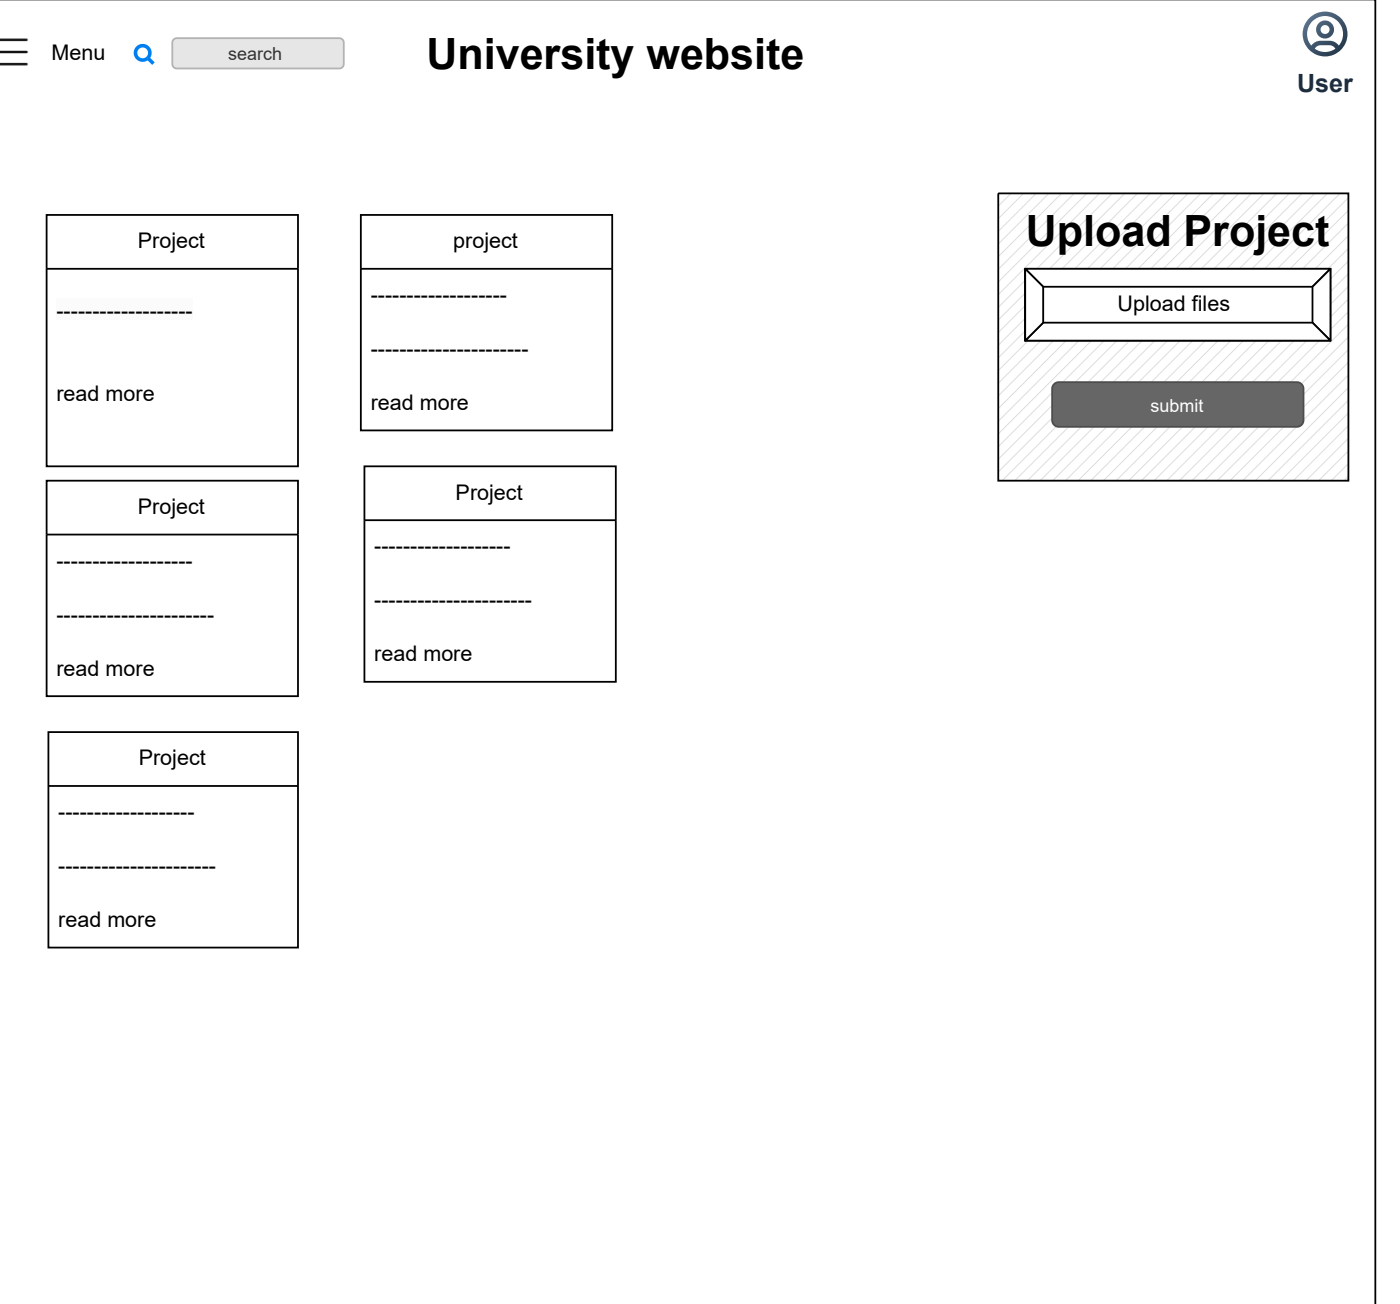 Menu
search
University website
User
Project
-------------------
read more
project
-------------------
----------------------
read more
Upload Project
Upload files
submit
Project
-------------------
----------------------
read more
Project
-------------------
----------------------
read more
Project
-------------------
----------------------
read more